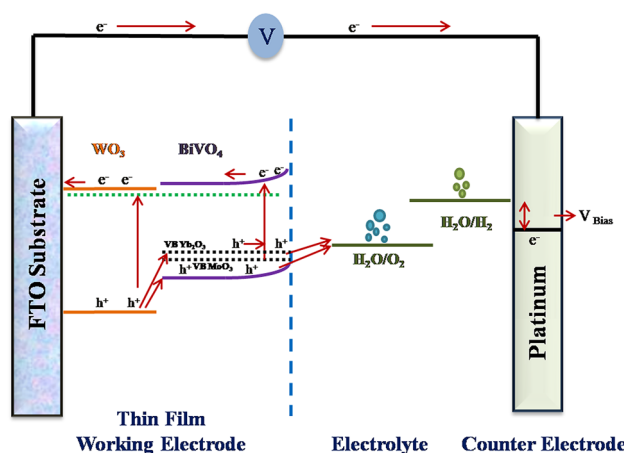 e⁻
V
e⁻
WO₃
BiVO₄
e⁻ e⁻
e⁻ e⁻
h⁺ h⁺
VB Yb₂O₃
h⁺ VB MoO₃ h⁺
h⁺ h⁺
H₂O/O₂
H₂O/H₂
V Bias
e⁻
FTO Substrate
Platinum
Thin Film
Working Electrode
Electrolyte
Counter Electrode